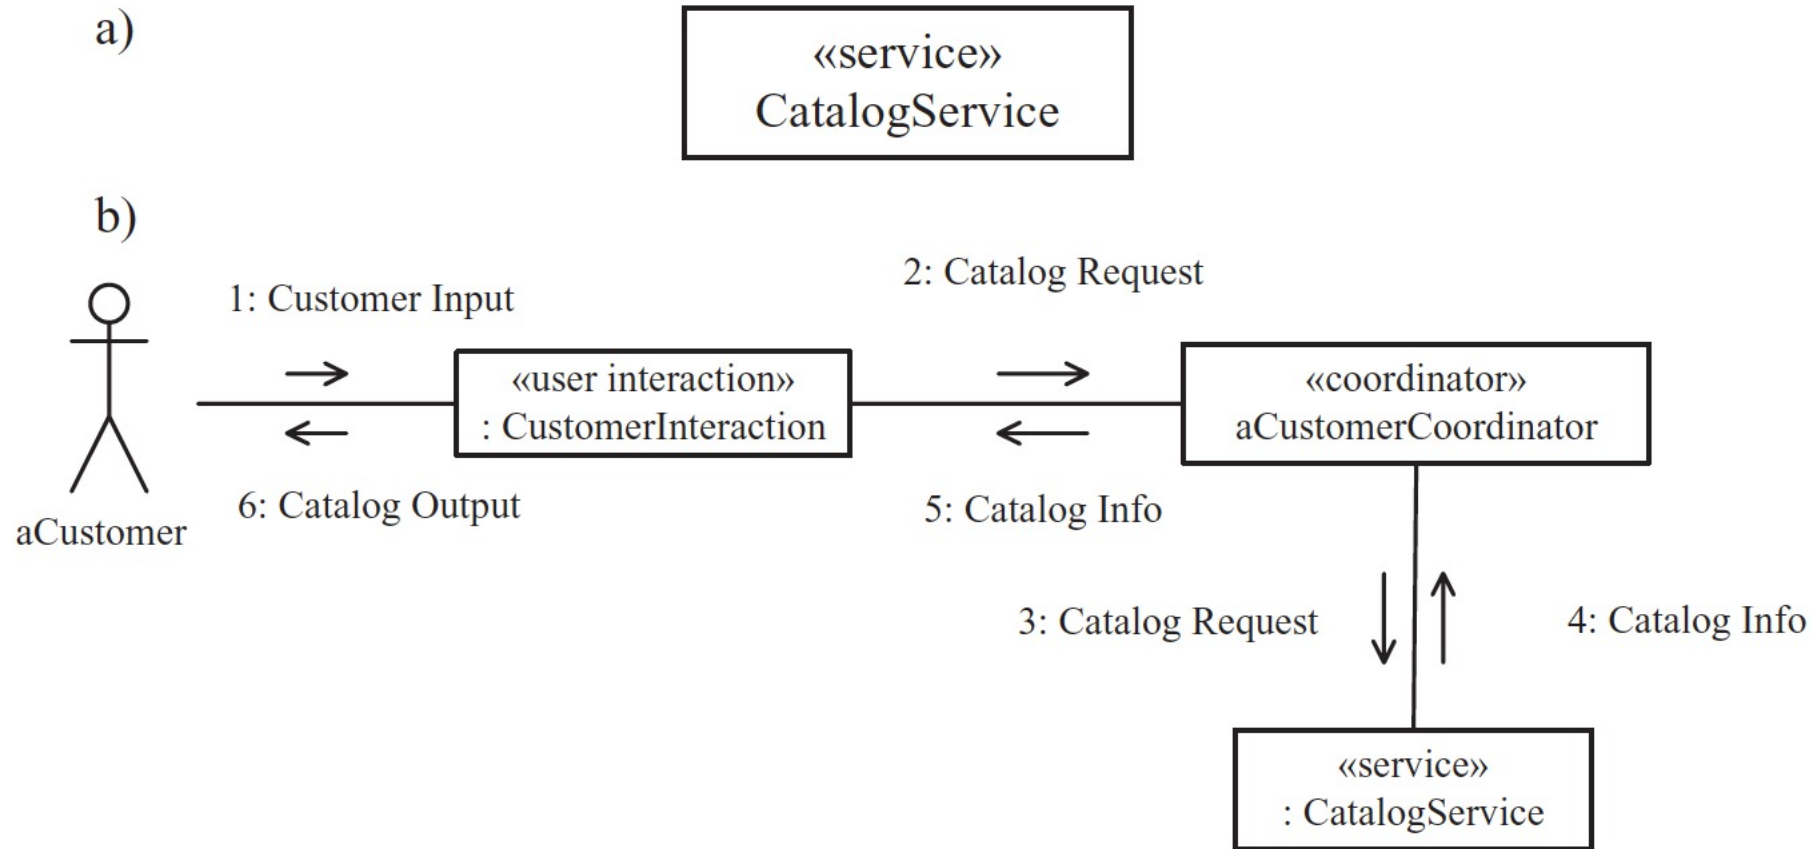 a)
«service»
CatalogService
b)
1: Customer Input
2: Catalog Request
«user interaction»
: CustomerInteraction
«coordinator»
aCustomerCoordinator
aCustomer
6: Catalog Output
5: Catalog Info
3: Catalog Request
4: Catalog Info
«service»
: CatalogService